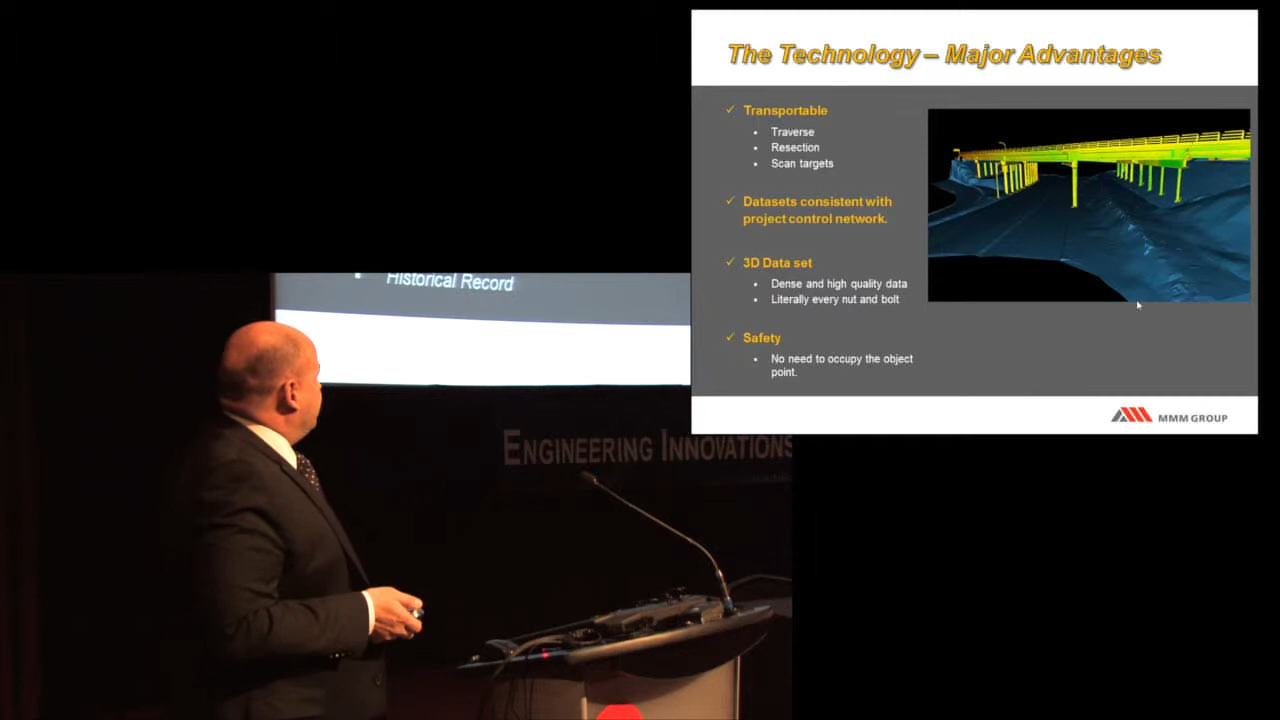 The Technology – Major Advantages
✓ Transportable
• Traverse
• Resection
• Scan targets
✓ Datasets consistent with
project control network.
✓ 3D Data set
• Dense and high quality data
• Literally every nut and bolt
✓ Safety
• No need to occupy the object
point.
MMM GROUP
• Historical Record
ENGINEERING INNOVATIONS